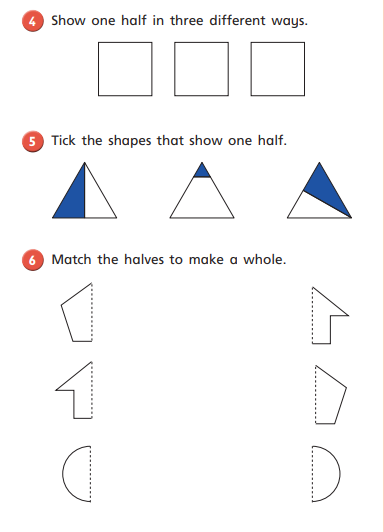 4 Show one half in three different ways.
5 Tick the shapes that show one half.
6 Match the halves to make a whole.